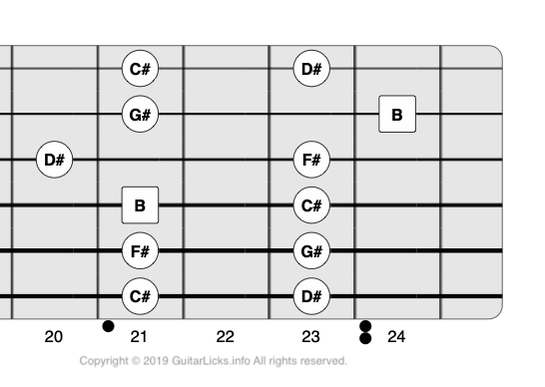 C# D#
G# B
D# F#
B C#
F# G#
C# D#
20 21 22 23 24
Copyright © 2019 GuitarLicks.info All rights reserved.